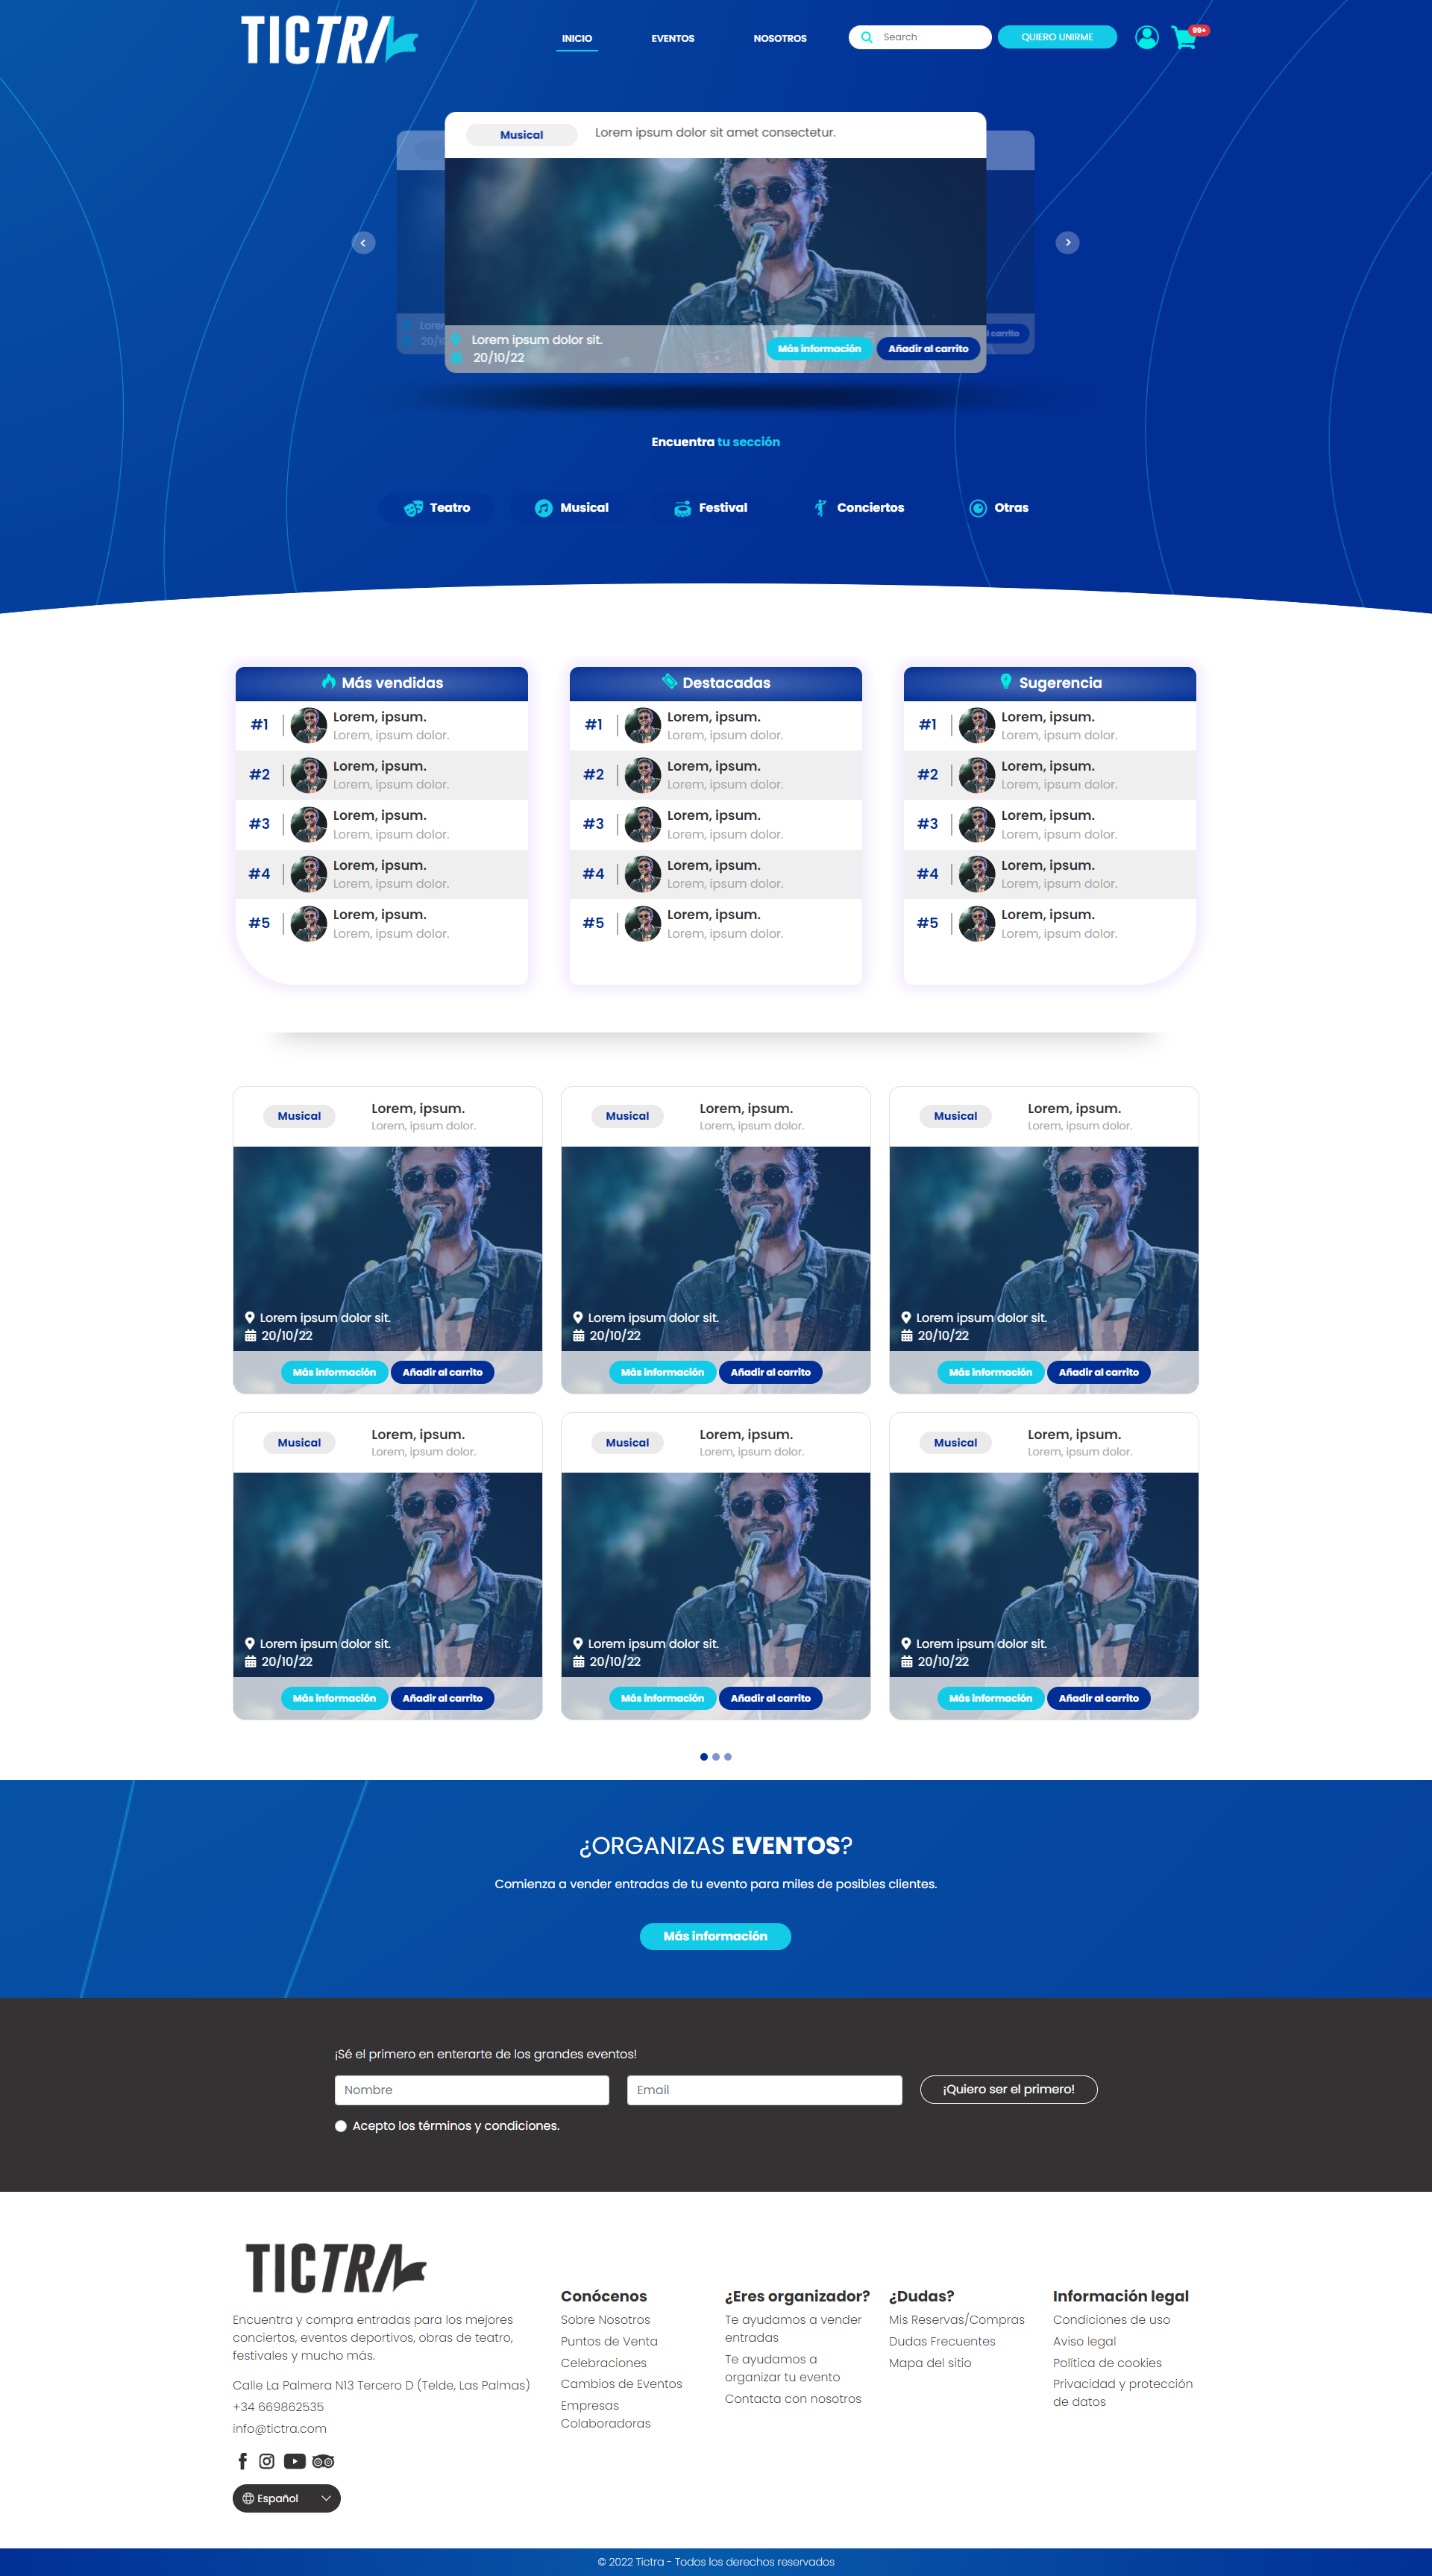 TICTRA
INICIO EVENTOS NOSOTROS Search QUIERO UNIRME 99+
Musical Lorem ipsum dolor sit amet consectetur.
Lorem ipsum dolor sit.
20/10/22
Más información Añadir al carrito
carrito
Encuentra tu sección
Teatro Musical Festival Conciertos Otras
Más vendidas
#1 Lorem, ipsum.
Lorem, ipsum dolor.
#2 Lorem, ipsum.
Lorem, ipsum dolor.
#3 Lorem, ipsum.
Lorem, ipsum dolor.
#4 Lorem, ipsum.
Lorem, ipsum dolor.
#5 Lorem, ipsum.
Lorem, ipsum dolor.
Destacadas
#1 Lorem, ipsum.
Lorem, ipsum dolor.
#2 Lorem, ipsum.
Lorem, ipsum dolor.
#3 Lorem, ipsum.
Lorem, ipsum dolor.
#4 Lorem, ipsum.
Lorem, ipsum dolor.
#5 Lorem, ipsum.
Lorem, ipsum dolor.
Sugerencia
#1 Lorem, ipsum.
Lorem, ipsum dolor.
#2 Lorem, ipsum.
Lorem, ipsum dolor.
#3 Lorem, ipsum.
Lorem, ipsum dolor.
#4 Lorem, ipsum.
Lorem, ipsum dolor.
#5 Lorem, ipsum.
Lorem, ipsum dolor.
Musical Lorem, ipsum.
Lorem, ipsum dolor.
Lorem ipsum dolor sit.
20/10/22
Más información Añadir al carrito
Musical Lorem, ipsum.
Lorem, ipsum dolor.
Lorem ipsum dolor sit.
20/10/22
Más información Añadir al carrito
Musical Lorem, ipsum.
Lorem, ipsum dolor.
Lorem ipsum dolor sit.
20/10/22
Más información Añadir al carrito
Musical Lorem, ipsum.
Lorem, ipsum dolor.
Lorem ipsum dolor sit.
20/10/22
Más información Añadir al carrito
Musical Lorem, ipsum.
Lorem, ipsum dolor.
Lorem ipsum dolor sit.
20/10/22
Más información Añadir al carrito
Musical Lorem, ipsum.
Lorem, ipsum dolor.
Lorem ipsum dolor sit.
20/10/22
Más información Añadir al carrito
¿ORGANIZAS EVENTOS?
Comienza a vender entradas de tu evento para miles de posibles clientes.
Más información
¡Sé el primero en enterarte de los grandes eventos!
Nombre Email ¡Quiero ser el primero!
Acepto los términos y condiciones.
TICTRA
Encuentra y compra entradas para los mejores
conciertos, eventos deportivos, obras de teatro,
festivales y mucho más.
Calle La Palmera N13 Tercero D (Telde, Las Palmas)
+34 669862535
info@tictra.com
Español
Conócenos
Sobre Nosotros
Puntos de Venta
Celebraciones
Cambios de Eventos
Empresas
Colaboradoras
¿Eres organizador?
Te ayudamos a vender
entradas
Te ayudamos a
organizar tu evento
Contacta con nosotros
¿Dudas?
Mis Reservas/Compras
Dudas Frecuentes
Mapa del sitio
Información legal
Condiciones de uso
Aviso legal
Política de cookies
Privacidad y protección
de datos
© 2022 Tictra - Todos los derechos reservados